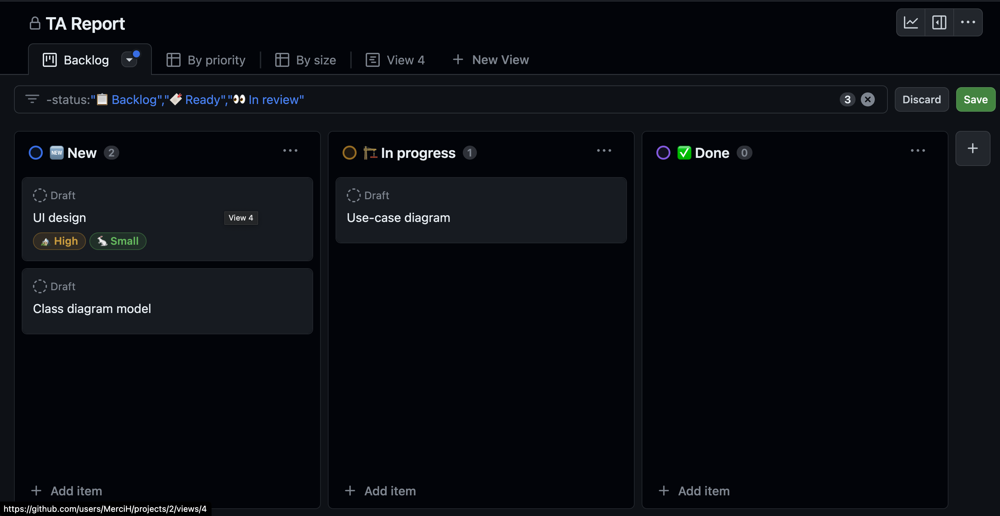 TA Report
Backlog
By priority
By size
View 4
+ New View
-status:"📋 Backlog","🔖 Ready","👀 In review"
3
Discard
Save
🆕 New 2
Draft
UI design
View 4
🏔 High
🐇 Small
Draft
Class diagram model
+ Add item
🏗 In progress 1
Draft
Use-case diagram
+ Add item
✅ Done 0
+ Add item
https://github.com/users/MerciH/projects/2/views/4